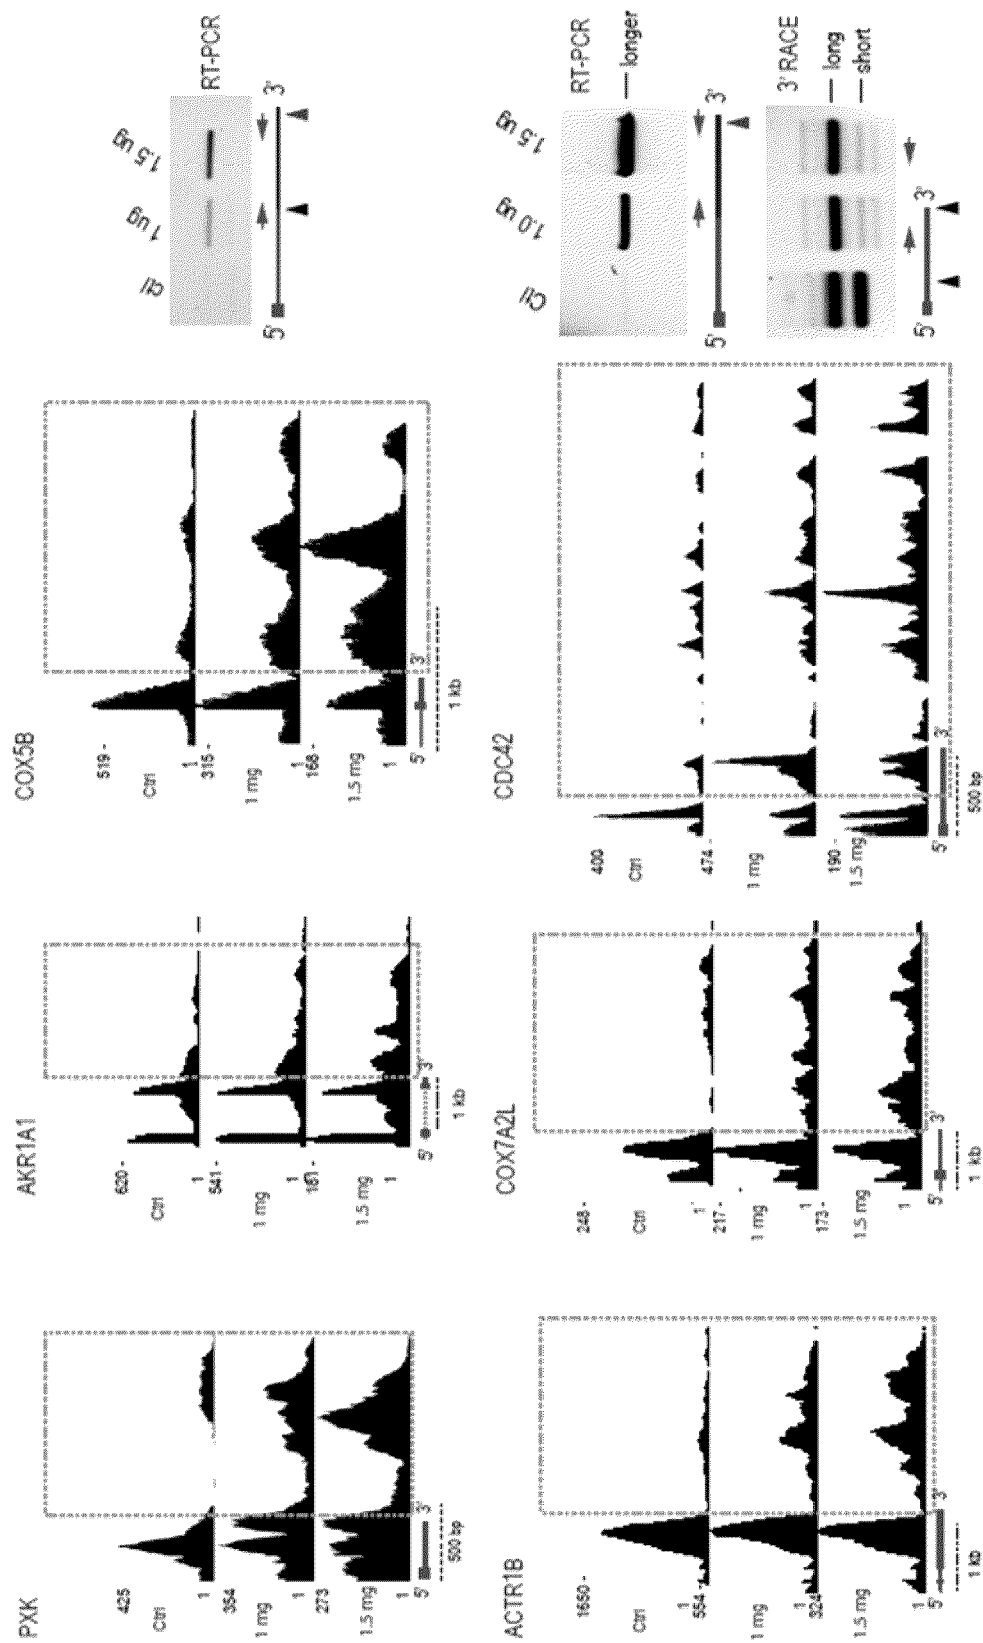 PXK
425
Ctrl
1
354
1 mg
1
273
1.5 mg
1
5'
3'
500 bp
AKR1A1
620 -
Ctrl
1
541 -
1 mg
1
181 -
1.5 mg
1
5'
3'
1 kb
COX5B
519 -
Ctrl
1
315 -
1 mg
1
168 -
1.5 mg
1
5'
3'
1 kb
ctl
1 ug
1.5 ug
RT-PCR
5'
3'
ACTR1B
1650 -
Ctrl
1
554 -
1 mg
1
324
1.5 mg
1
5'
3'
1 kb
COX7A2L
248 -
Ctrl
1
217 -
1 mg
1
173 -
1.5 mg
1
5'
3'
1 kb
CDC42
400
Ctrl
474 -
1 mg
190 -
1.5 mg
5'
3'
500 bp
Ctl
1.0 ug
1.5 ug
RT-PCR
longer
5'
3'
3' RACE
long
short
5'
3'